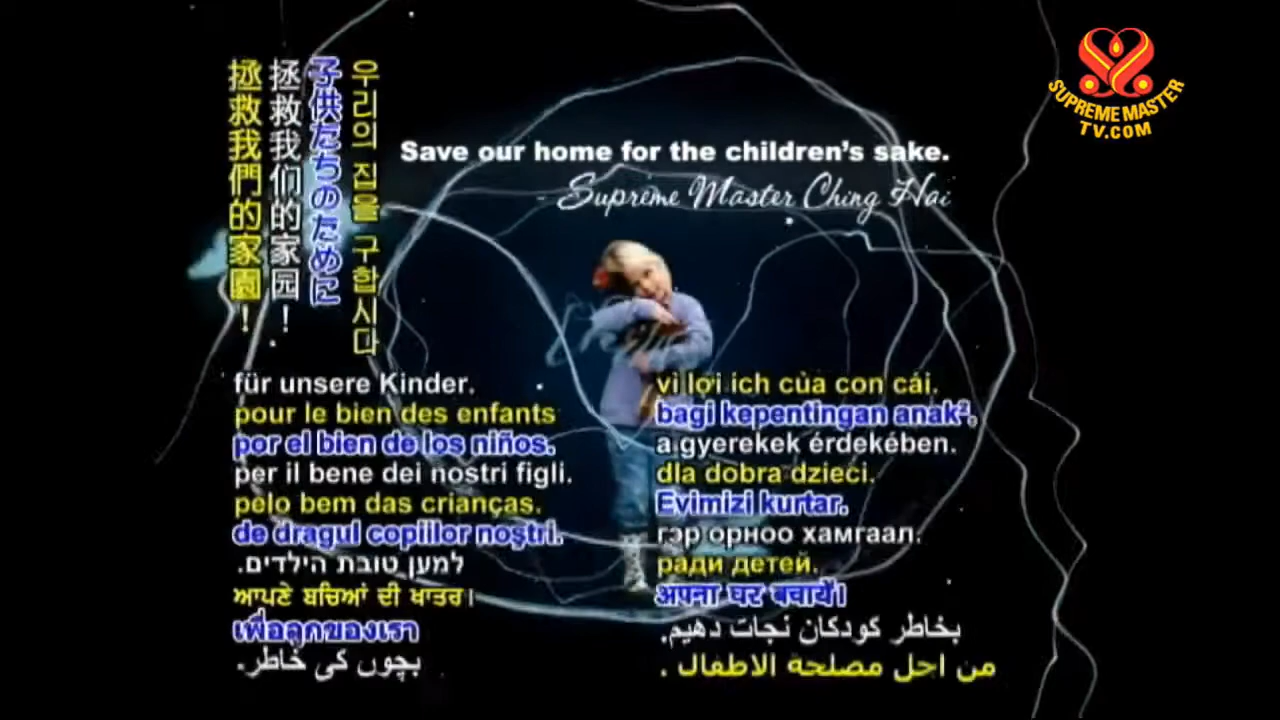 SUPREME MASTER
TV.COM
拯救我們的家園！
拯救我们的家园！
子供たちのために
우리의 집을 구합시다
Save our home for the children's sake.
- Supreme Master Ching Hai
für unsere Kinder.
pour le bien des enfants
por el bien de los niños.
per il bene dei nostri figli.
pelo bem das crianças.
de dragul copiilor noştri.
למען טובת הילדים.
ਆਪਣੇ ਬਚਿਆਂ ਦੀ ਖਾਤਰ।
เพื่อลูกของเรา
بچوں کی خاطر.
vì lợi ích của con cái.
bagi kepentingan anak².
a gyerekek érdekében.
dla dobra dzieci.
Evimizi kurtar.
гэр орноо хамгаал.
ради детей.
अपना घर बचायें।
بخاطر کودکان نجات دهیم.
من اجل مصلحة الاطفال .